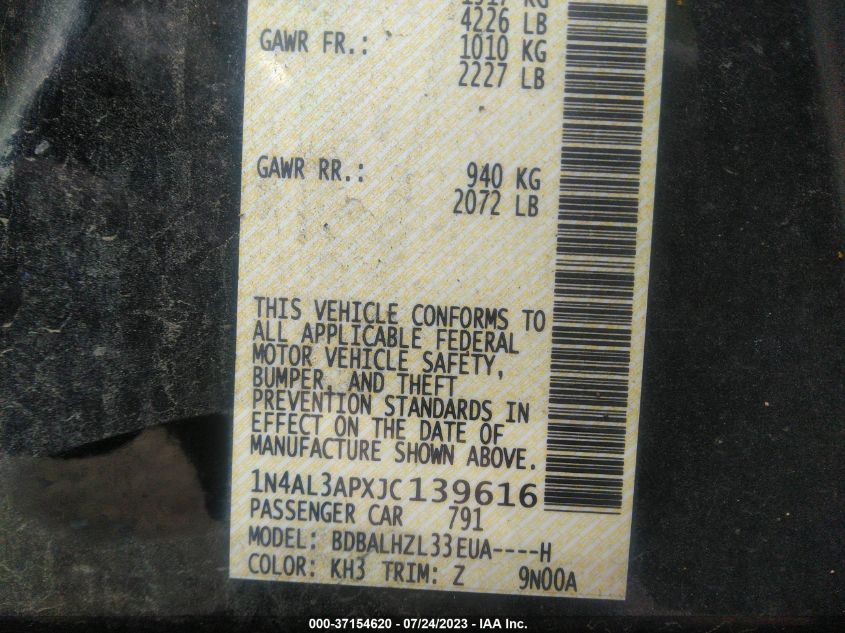 4226 LB
GAWR FR.: 1010 KG
2227 LB
GAWR RR.: 940 KG
2072 LB
THIS VEHICLE CONFORMS TO
ALL APPLICABLE FEDERAL
MOTOR VEHICLE SAFETY,
BUMPER, AND THEFT
PREVENTION STANDARDS IN
EFFECT ON THE DATE OF
MANUFACTURE SHOWN ABOVE.
1N4AL3APXJC139616
PASSENGER CAR 791
MODEL: BDBALHZL33EUA----H
COLOR: KH3 TRIM: Z 9N00A
000-37154620 - 07/24/2023 - IAA Inc.